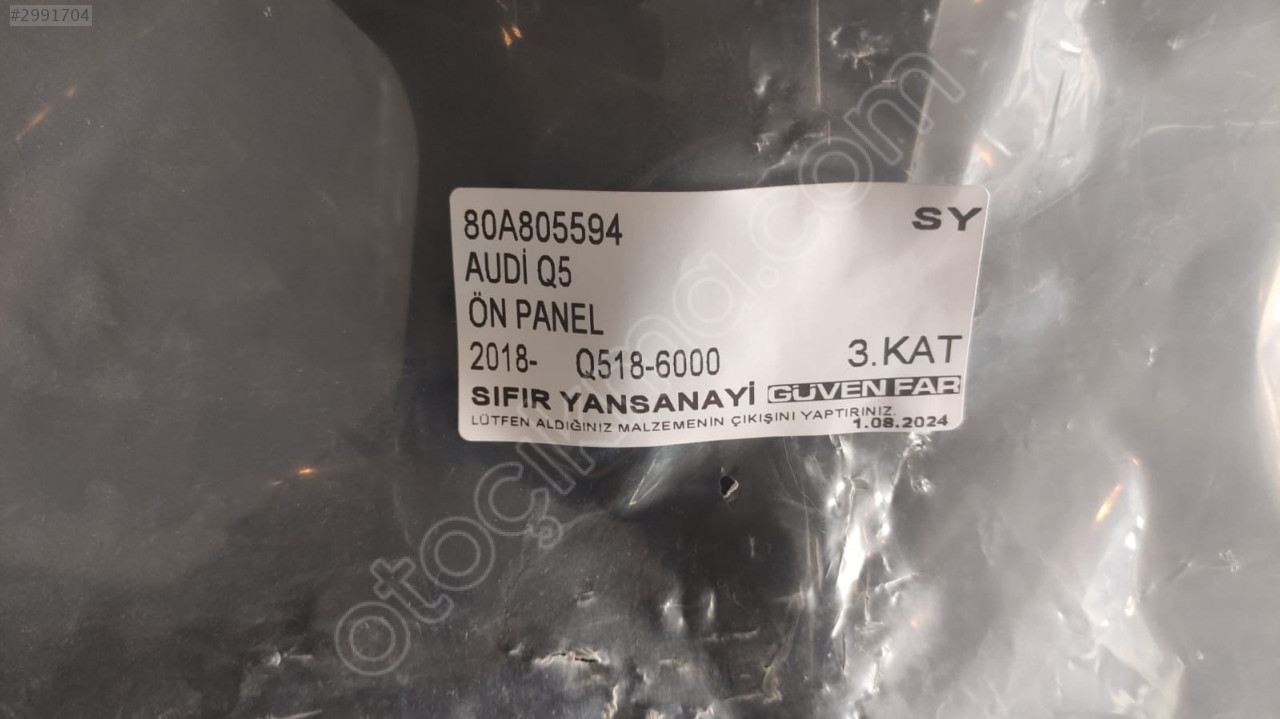 #2991704
80A805594
SY
AUDİ Q5
ÖN PANEL
2018- Q518-6000
3.KAT
SIFIR YANSANAYİ GÜVEN FAR
LÜTFEN ALDIĞINIZ MALZEMENİN ÇIKIŞINI YAPTIRINIZ.
1.08.2024
otoçıkma.com